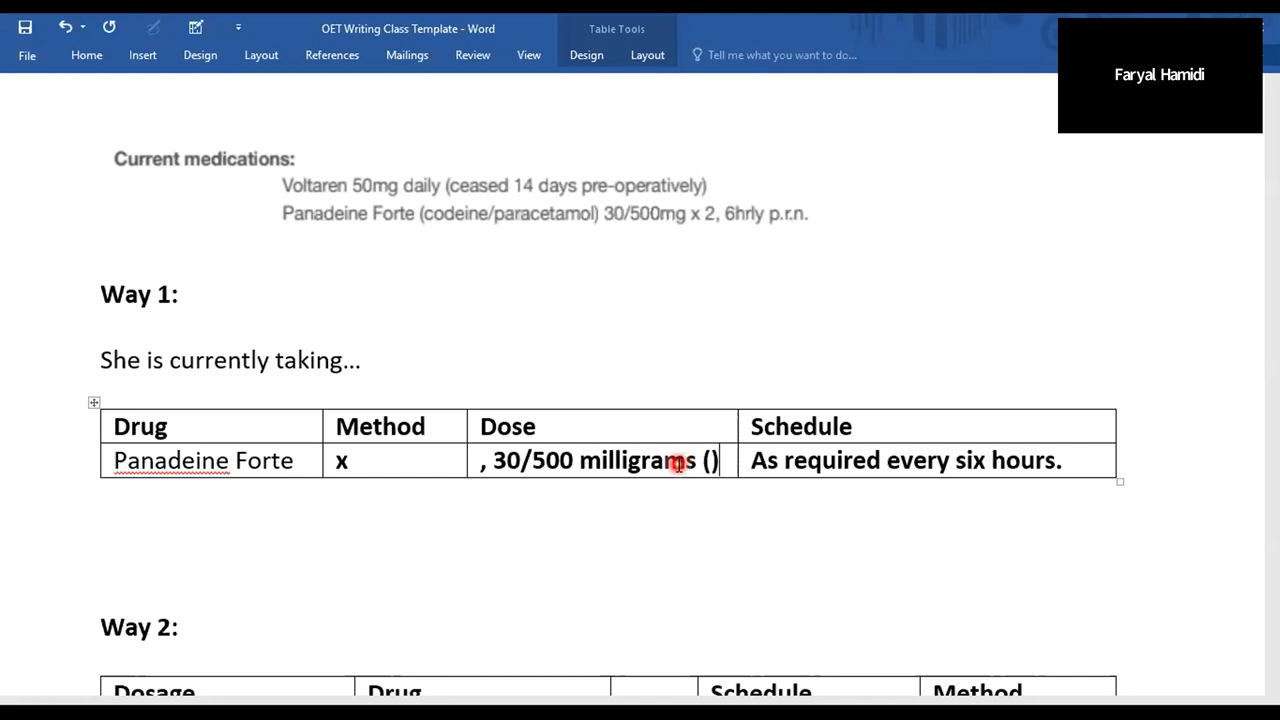 OET Writing Class Template - Word
Table Tools
File Home Insert Design Layout References Mailings Review View Design Layout Tell me what you want to do...
Faryal Hamidi
Current medications:
Voltaren 50mg daily (ceased 14 days pre-operatively)
Panadeine Forte (codeine/paracetamol) 30/500mg x 2, 6hrly p.r.n.
Way 1:
She is currently taking...
Drug Method Dose Schedule
Panadeine Forte x , 30/500 milligrams () As required every six hours.
Way 2:
Dosage Drug Schedule Method